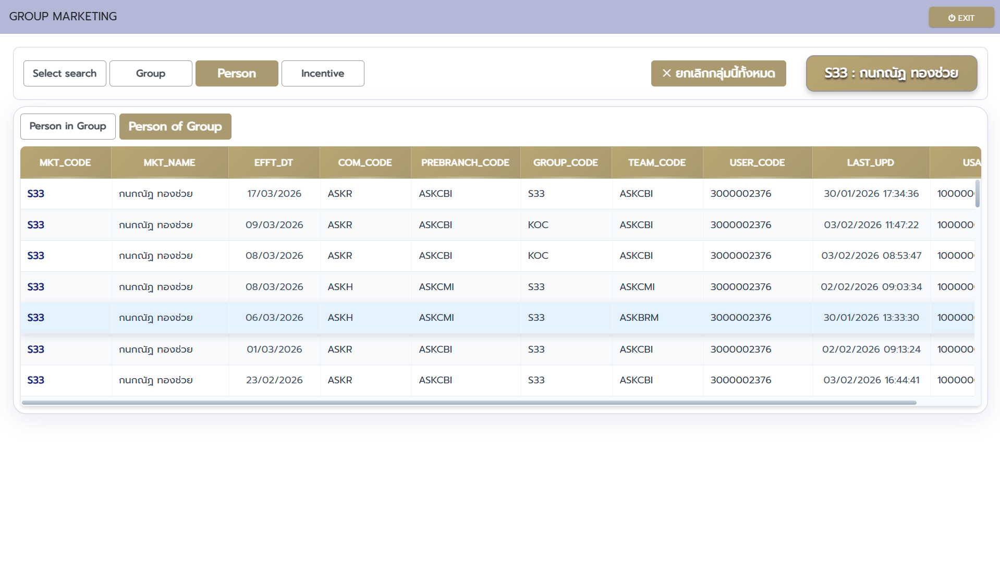 GROUP MARKETING
EXIT
Select search Group Person Incentive
ยกเลิกกลุ่มนี้ทั้งหมด
S33 : กนกณัฏ ทองช่วย
Person in Group Person of Group
MKT_CODE MKT_NAME EFFT_DT COM_CODE PREBRANCH_CODE GROUP_CODE TEAM_CODE USER_CODE LAST_UPD USA
S33 กนกณัฏ ทองช่วย 17/03/2026 ASKR ASKCBI S33 ASKCBI 3000002376 30/01/2026 17:34:36 100000
S33 กนกณัฏ ทองช่วย 09/03/2026 ASKR ASKCBI KOC ASKCBI 3000002376 03/02/2026 11:47:22 100000
S33 กนกณัฏ ทองช่วย 08/03/2026 ASKR ASKCBI KOC ASKCBI 3000002376 03/02/2026 08:53:47 100000
S33 กนกณัฏ ทองช่วย 08/03/2026 ASKH ASKCMI S33 ASKCMI 3000002376 02/02/2026 09:03:34 100000
S33 กนกณัฏ ทองช่วย 06/03/2026 ASKH ASKCMI S33 ASKBRM 3000002376 30/01/2026 13:33:30 100000
S33 กนกณัฏ ทองช่วย 01/03/2026 ASKR ASKCBI S33 ASKCBI 3000002376 02/02/2026 09:13:24 100000
S33 กนกณัฏ ทองช่วย 23/02/2026 ASKR ASKCBI S33 ASKCBI 3000002376 03/02/2026 16:44:41 100000